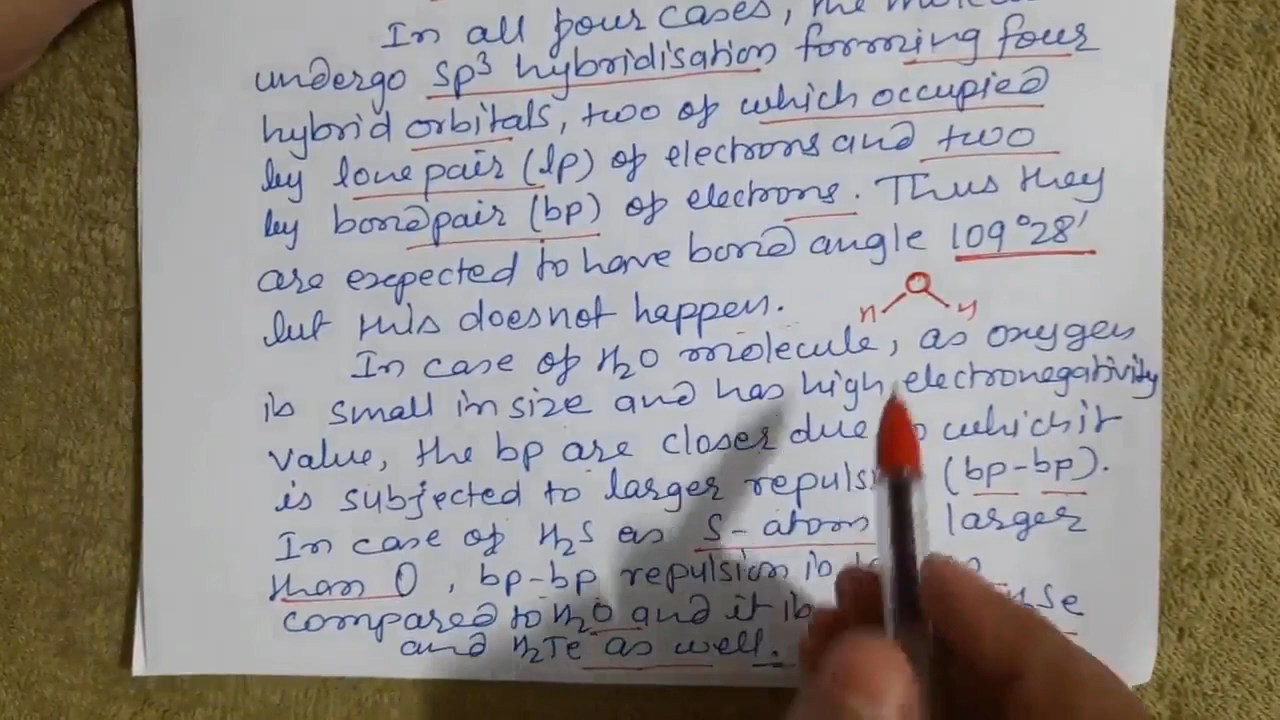 In all four cases, the
undergo sp³ hybridisation forming four
hybrid orbitals, two of which occupied
by lone pair (lp) of electrons and two
by bond pair (bp) of electrons. Thus they
are expected to have bond angle 109°28'
but this does not happen.
O
H H
In case of H₂O molecule, as oxygen
is small in size and has high electronegativity
value, the bp are closer due to which it
is subjected to larger (bp-bp).
In case of H₂S as S-atom larger
than O, bp-bp repulsion is
compared to H₂O and it is
and H₂Te as well.